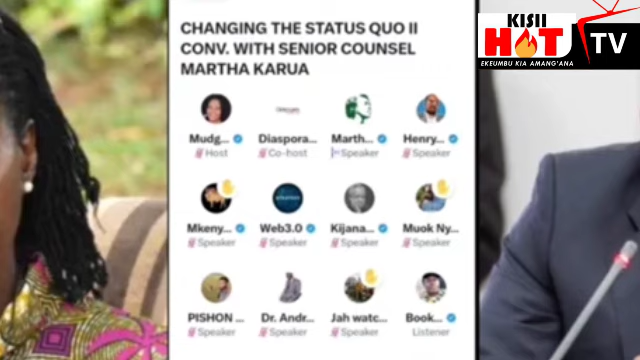 CHANGING THE STATUS QUO II
CONV. WITH SENIOR COUNSEL
MARTHA KARUA
Mudg... Diaspora... Marth... Henry...
Host Co-host Speaker Speaker
Mkeny... Web3.0 Kijana... Muok Ny...
Speaker Speaker Speaker Speaker
PISHON ... Dr. Andr... Jah watc... Book...
Speaker Speaker Speaker Listener
KISII
HOT TV
EKEUMBU KIA AMANG'ANA